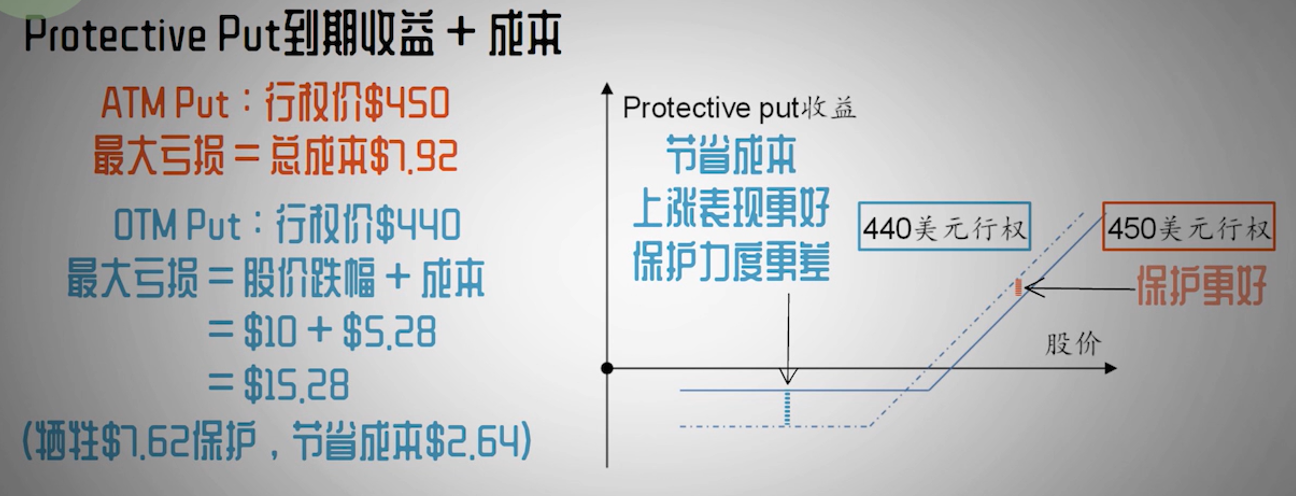 Protective Put到期收益 + 成本
ATM Put：行权价$450
最大亏损 = 总成本$7.92
OTM Put：行权价$440
最大亏损 = 股价跌幅 + 成本
= $10 + $5.28
= $15.28
(牺牲$7.62保护，节省成本$2.64)
Protective put收益
节省成本
上涨表现更好
保护力度更差
440美元行权
450美元行权
保护更好
股价